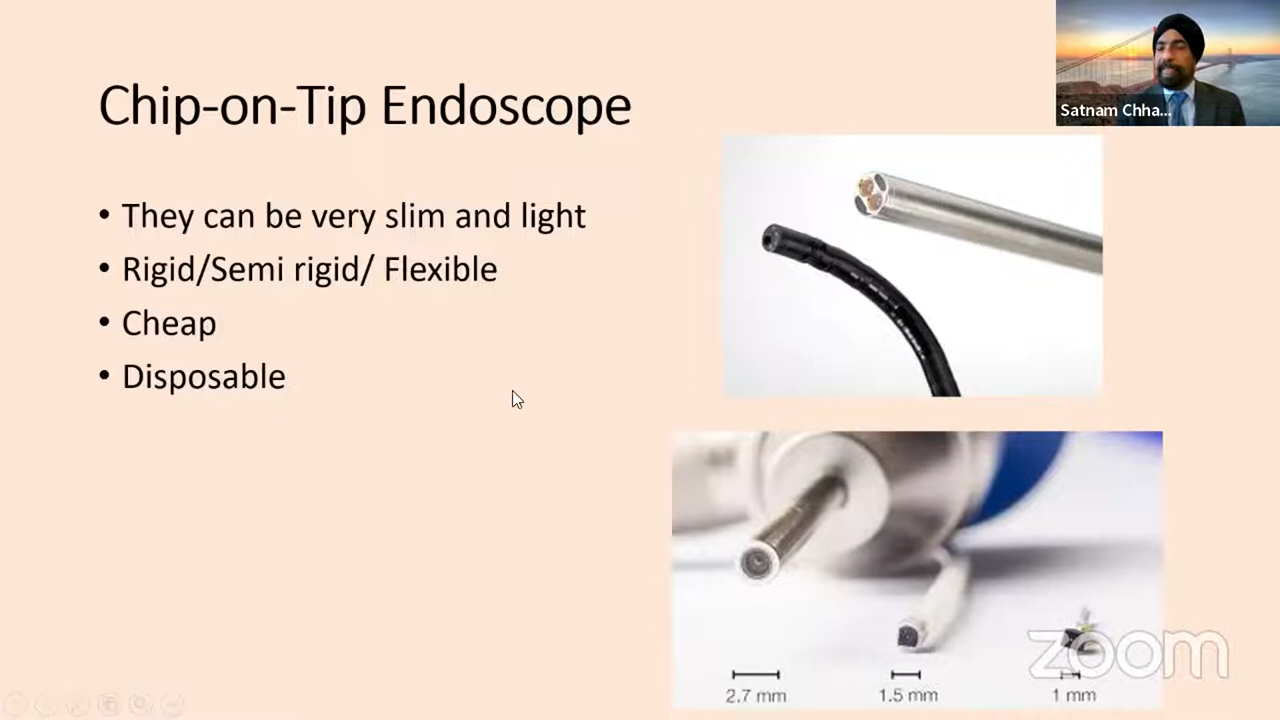 Chip-on-Tip Endoscope
Satnam Chha...
• They can be very slim and light
• Rigid/Semi rigid/ Flexible
• Cheap
• Disposable
zoom
2.7 mm
1.5 mm
1 mm